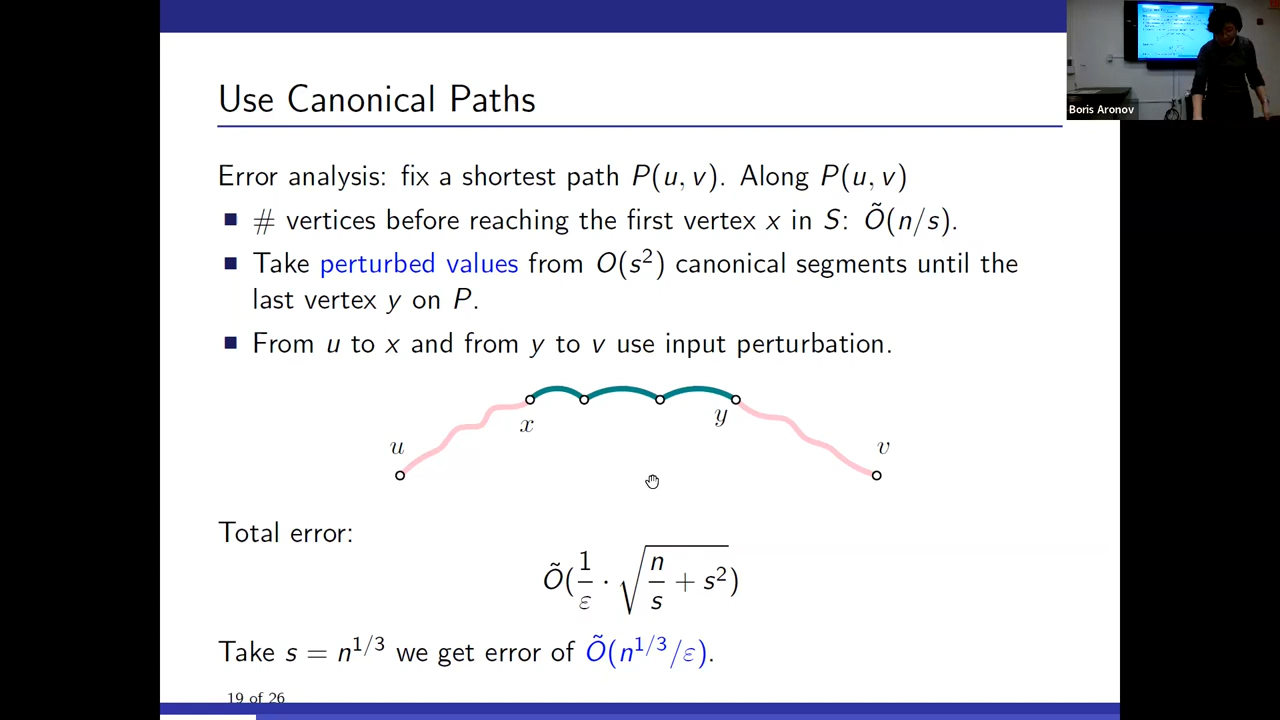 Use Canonical Paths
Boris Aronov
Error analysis: fix a shortest path P(u, v). Along P(u, v)
# vertices before reaching the first vertex x in S: Õ(n/s).
Take perturbed values from O(s²) canonical segments until the
last vertex y on P.
From u to x and from y to v use input perturbation.
x
y
u
v
Total error:
Õ(1/ε · √(n/s + s²))
Take s = n^{1/3} we get error of Õ(n^{1/3}/ε).
19 of 26